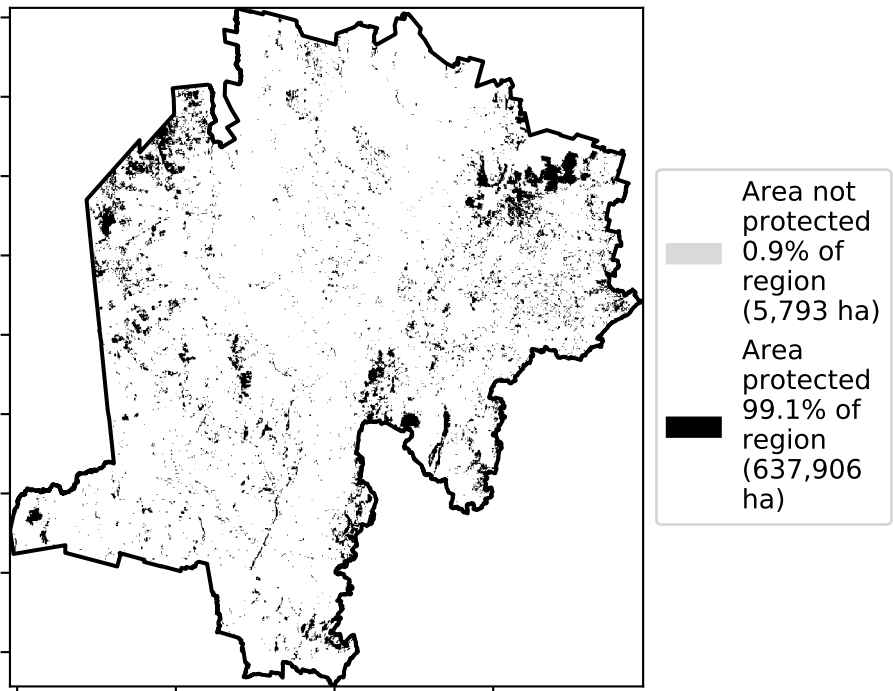 Area not
protected
0.9% of
region
(5,793 ha)
Area
protected
99.1% of
region
(637,906
ha)